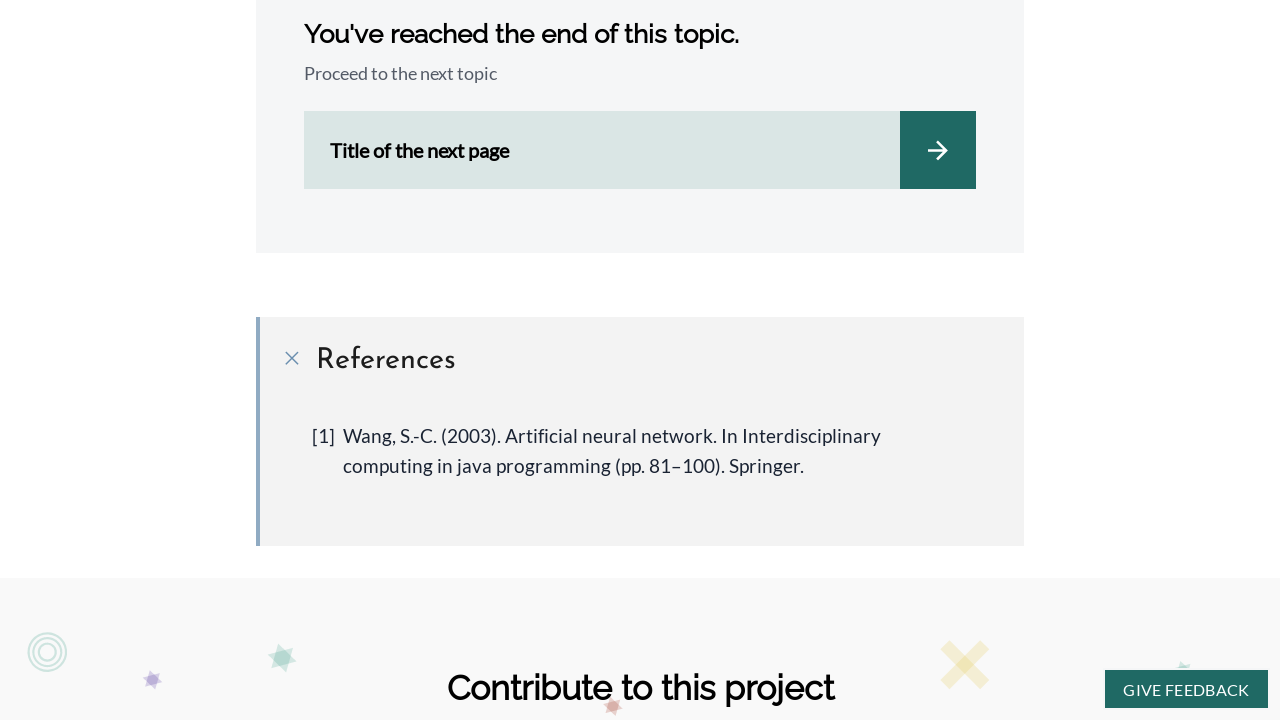 You've reached the end of this topic.
Proceed to the next topic
Title of the next page
References
[1] Wang, S.-C. (2003). Artificial neural network. In Interdisciplinary
computing in java programming (pp. 81–100). Springer.
Contribute to this project
GIVE FEEDBACK